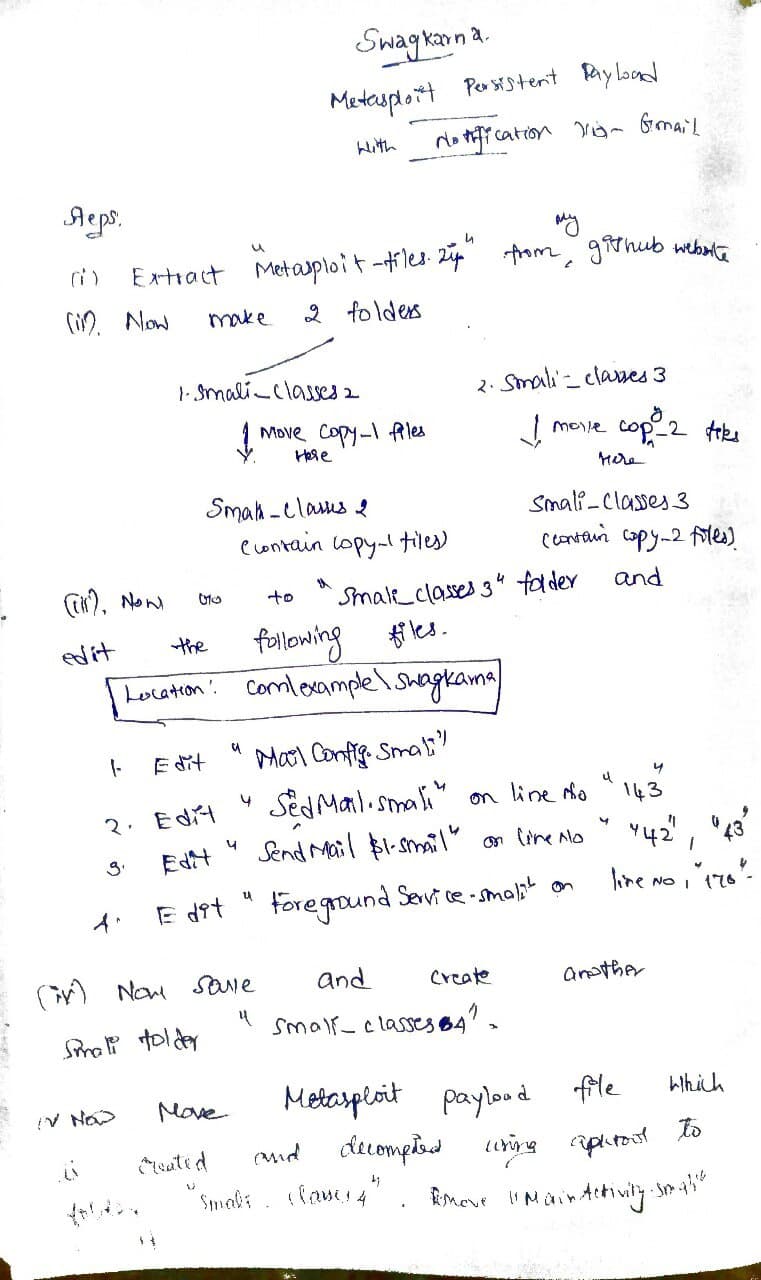 Swagkarna.
Metasploit Persistent Payload
With Notification via Gmail
Steps:
(i) Extract "Metasploit-files.zip" from my github website
(ii). Now make 2 folders
1. Smali_Classes 2
2. Smali_classes 3
Move Copy-1 files
Here
move copy_2 files
Here
Smali_Classes 2
(contain copy-1 files)
Smali_Classes 3
(contain copy-2 files)
(iii), Now Go to "Smali_classes 3" folder and
edit the following files.
Location: com\example\swagkarna
1. Edit "MailConfig.smali"
2. Edit "SedMail.smali" on line No "143"
3. Edit "SendMail $1.smali" on line No "42", "43"
4. Edit "Foreground Service.smali" on line No,
(iv) Now save and create another
Smali folder "smali_classes 4".
iv Now Move Metasploit payload file which
is created and decompiled using apktool to
folder "Smali_classes 4". Remove "MainActivity.smali"